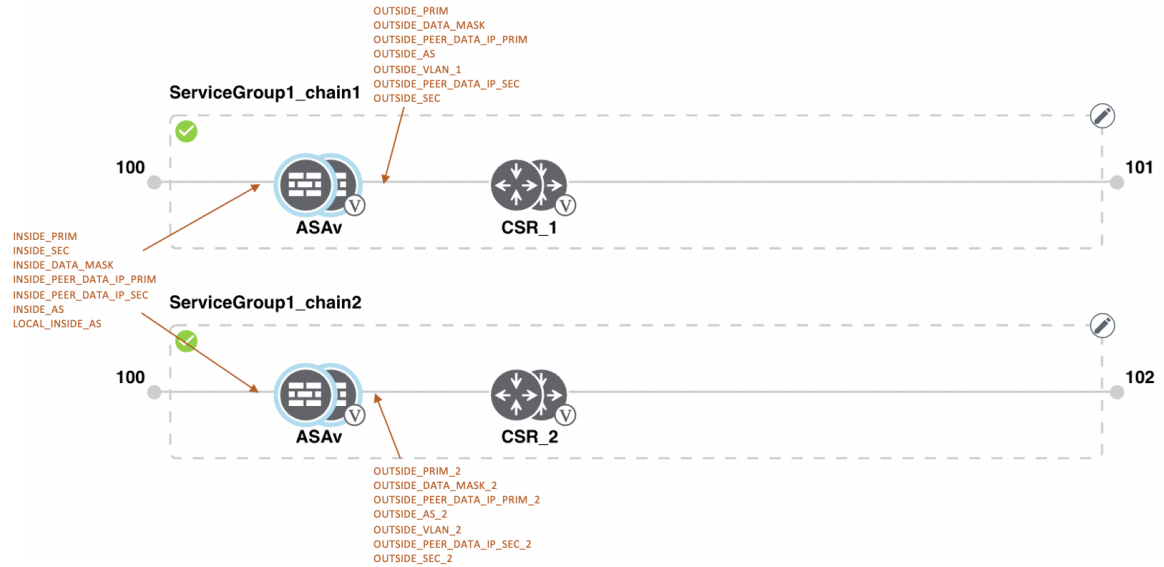 OUTSIDE_PRIM
OUTSIDE_DATA_MASK
OUTSIDE_PEER_DATA_IP_PRIM
OUTSIDE_AS
OUTSIDE_VLAN_1
OUTSIDE_PEER_DATA_IP_SEC
OUTSIDE_SEC
ServiceGroup1_chain1
100
101
V
V
ASAv
CSR_1
INSIDE_PRIM
INSIDE_SEC
INSIDE_DATA_MASK
INSIDE_PEER_DATA_IP_PRIM
INSIDE_PEER_DATA_IP_SEC
INSIDE_AS
LOCAL_INSIDE_AS
ServiceGroup1_chain2
100
102
V
V
ASAv
CSR_2
OUTSIDE_PRIM_2
OUTSIDE_DATA_MASK_2
OUTSIDE_PEER_DATA_IP_PRIM_2
OUTSIDE_AS_2
OUTSIDE_VLAN_2
OUTSIDE_PEER_DATA_IP_SEC_2
OUTSIDE_SEC_2